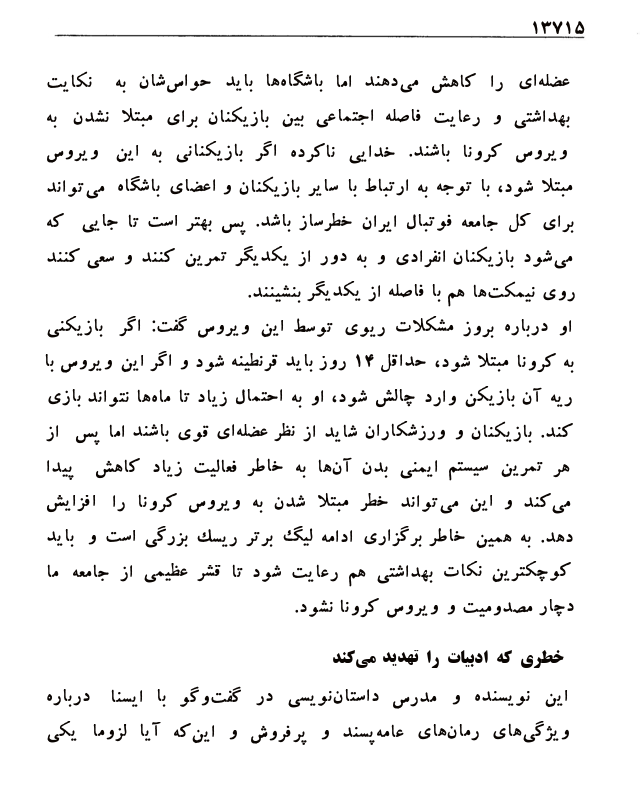 ۱۳۷۱۵
عضله‌ای را کاهش می‌دهند اما باشگاه‌ها باید حواس‌شان به نکایت
بهداشتی و رعایت فاصله اجتماعی بین بازیکنان برای مبتلا نشدن به
ویروس کرونا باشند. خدایی ناکرده اگر بازیکنانی به این ویروس
مبتلا شود، با توجه به ارتباط با سایر بازیکنان و اعضای باشگاه می‌تواند
برای کل جامعه فوتبال ایران خطرساز باشد. پس بهتر است تا جایی که
می‌شود بازیکنان انفرادی و به دور از یکدیگر تمرین کنند و سعی کنند
روی نیمکت‌ها هم با فاصله از یکدیگر بنشینند.
او درباره بروز مشکلات ریوی توسط این ویروس گفت: اگر بازیکنی
به کرونا مبتلا شود، حداقل ۱۴ روز باید قرنطینه شود و اگر این ویروس با
ریه آن بازیکن وارد چالش شود، او به احتمال زیاد تا ماه‌ها نتواند بازی
کند. بازیکنان و ورزشکاران شاید از نظر عضله‌ای قوی باشند اما پس از
هر تمرین سیستم ایمنی بدن آن‌ها به خاطر فعالیت زیاد کاهش پیدا
می‌کند و این می‌تواند خطر مبتلا شدن به ویروس کرونا را افزایش
دهد. به همین خاطر برگزاری ادامه لیگ برتر ریسک بزرگی است و باید
کوچکترین نکات بهداشتی هم رعایت شود تا قشر عظیمی از جامعه ما
دچار مصدومیت و ویروس کرونا نشود.
خطری که ادبیات را تهدید می‌کند
این نویسنده و مدرس داستان‌نویسی در گفت‌وگو با ایسنا درباره
ویژگی‌های رمان‌های عامه‌پسند و پرفروش و این‌که آیا لزوما یکی